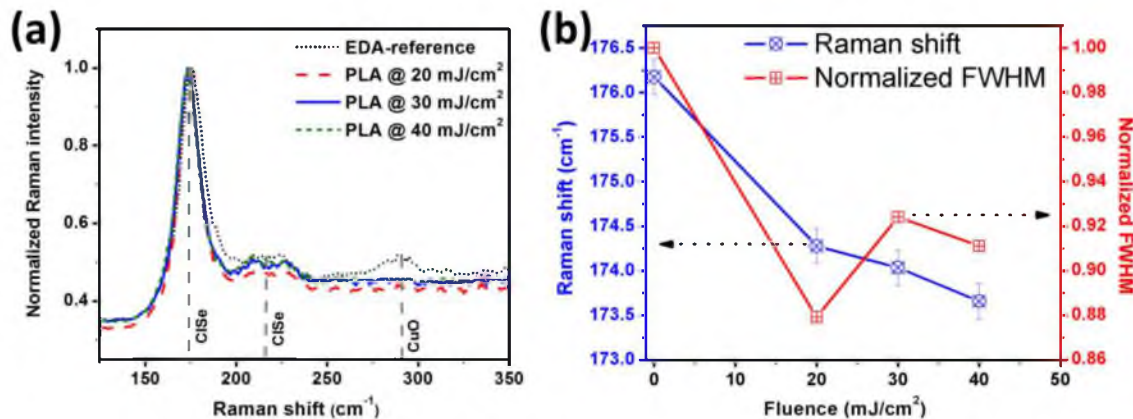 (a)
EDA-reference
PLA @ 20 mJ/cm²
PLA @ 30 mJ/cm²
PLA @ 40 mJ/cm²
1.0
0.8
0.6
0.4
Normalized Raman intensity
CISe
CISe
CuO
150
200
250
300
350
Raman shift (cm⁻¹)
(b)
Raman shift
Normalized FWHM
176.5
176.0
175.5
175.0
174.5
174.0
173.5
173.0
Raman shift (cm⁻¹)
1.00
0.98
0.96
0.94
0.92
0.90
0.88
0.86
Normalized FWHM
0
10
20
30
40
50
Fluence (mJ/cm²)